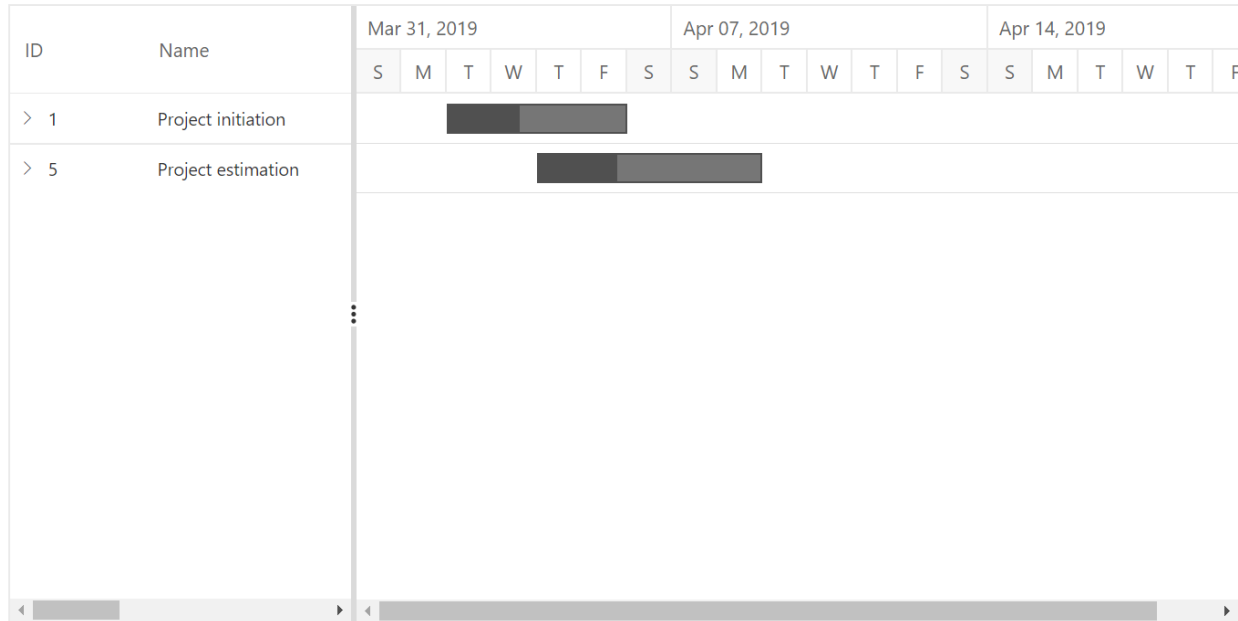 ID Name Mar 31, 2019 Apr 07, 2019 Apr 14, 2019
S M T W T F S S M T W T F S S M T W T F
1 Project initiation
5 Project estimation